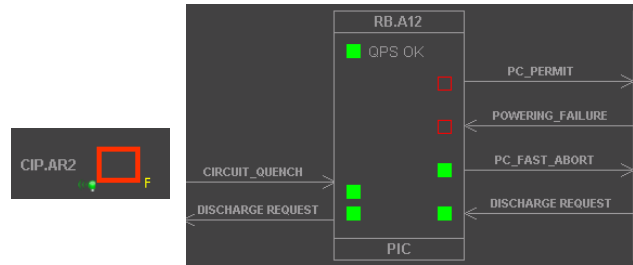 CIP.AR2
F
RB.A12
QPS OK
PC_PERMIT
POWERING_FAILURE
PC_FAST_ABORT
CIRCUIT_QUENCH
DISCHARGE REQUEST
DISCHARGE REQUEST
PIC